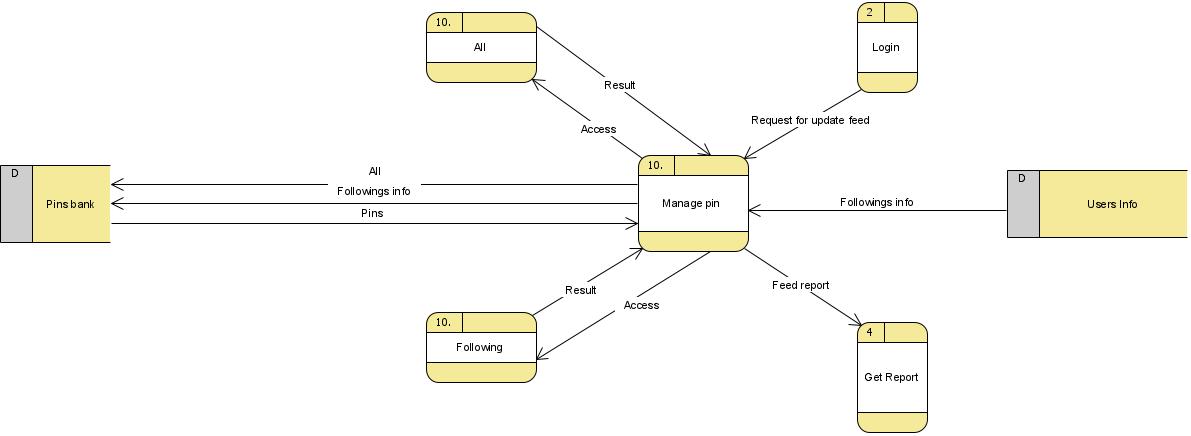 10.
All
2
Login
Result
Request for update feed
Access
10.
Manage pin
D
Pins bank
All
Followings info
Pins
Followings info
D
Users Info
Result
Access
Feed report
10.
Following
4
Get Report